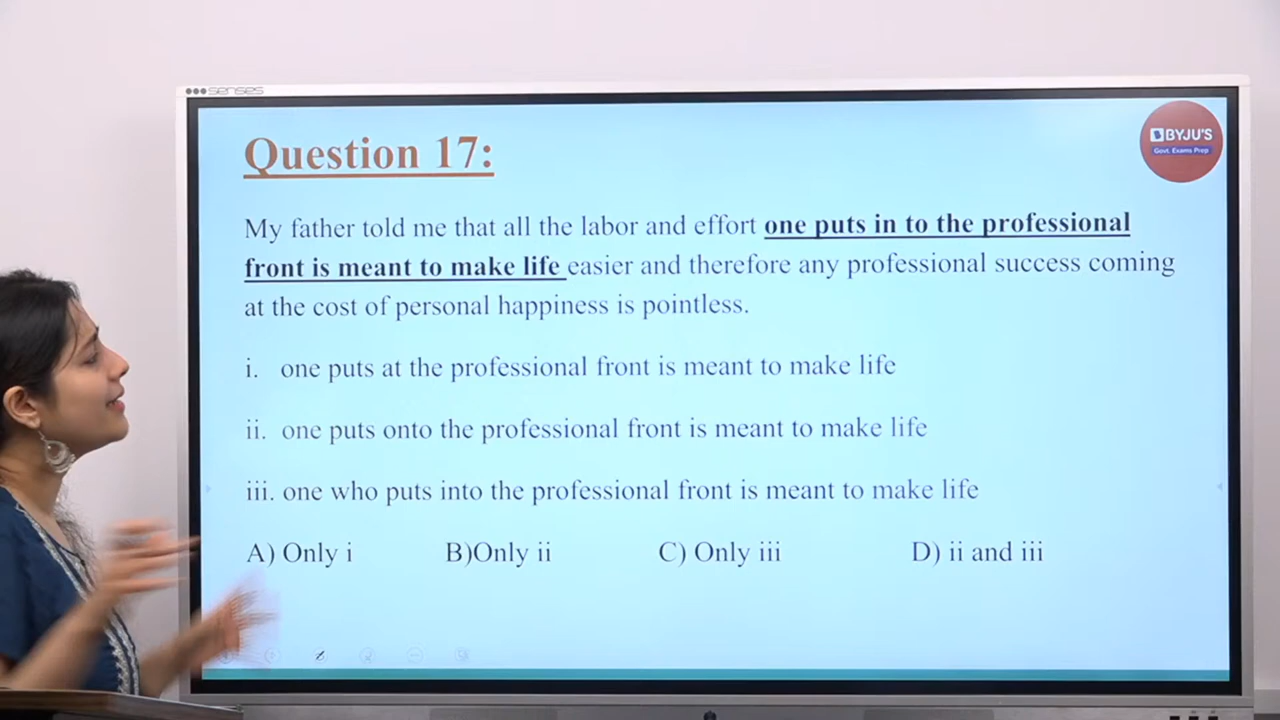 senses
BYJU'S
Govt. Exams Prep
Question 17:
My father told me that all the labor and effort one puts in to the professional
front is meant to make life easier and therefore any professional success coming
at the cost of personal happiness is pointless.
i. one puts at the professional front is meant to make life
ii. one puts onto the professional front is meant to make life
iii. one who puts into the professional front is meant to make life
A) Only i B)Only ii C) Only iii D) ii and iii